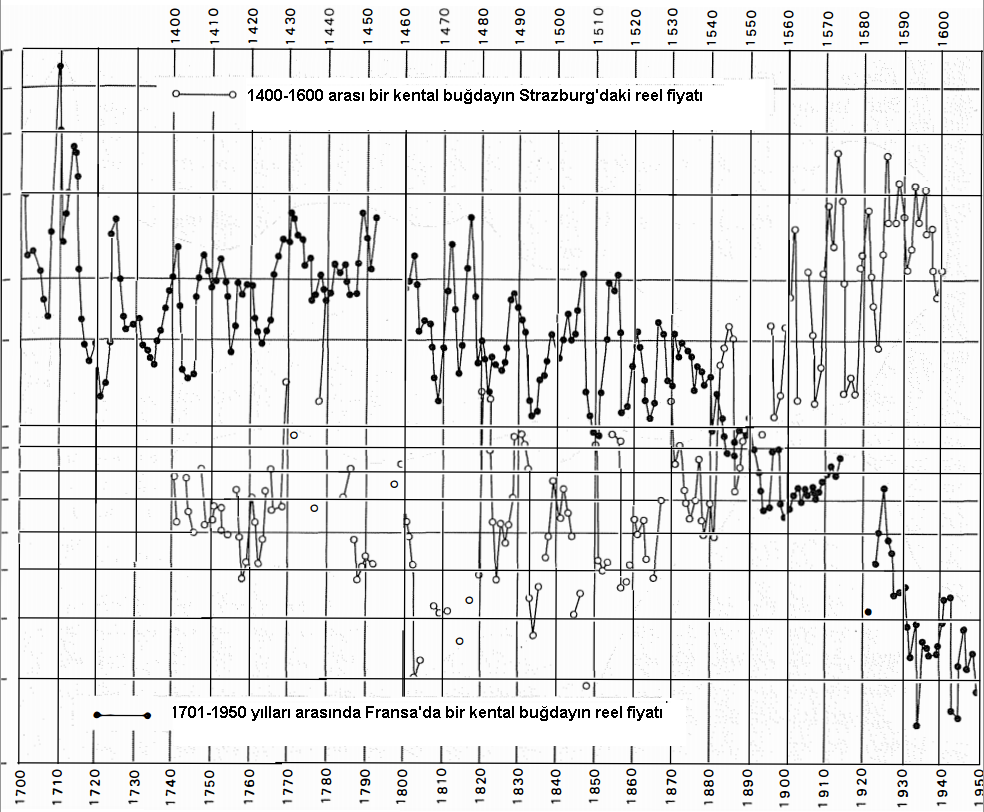 1400 1410 1420 1430 1440 1450 1460 1470 1480 1490 1500 1510 1520 1530 1540 1550 1560 1570 1580 1590 1600
1400-1600 arası bir kental buğdayın Strazburg'daki reel fiyatı
1701-1950 yılları arasında Fransa'da bir kental buğdayın reel fiyatı
1700 1710 1720 1730 1740 1750 1760 1770 1780 1790 1800 1810 1820 1830 1840 1850 1860 1870 1880 1890 1900 1910 1920 1930 1940 1950